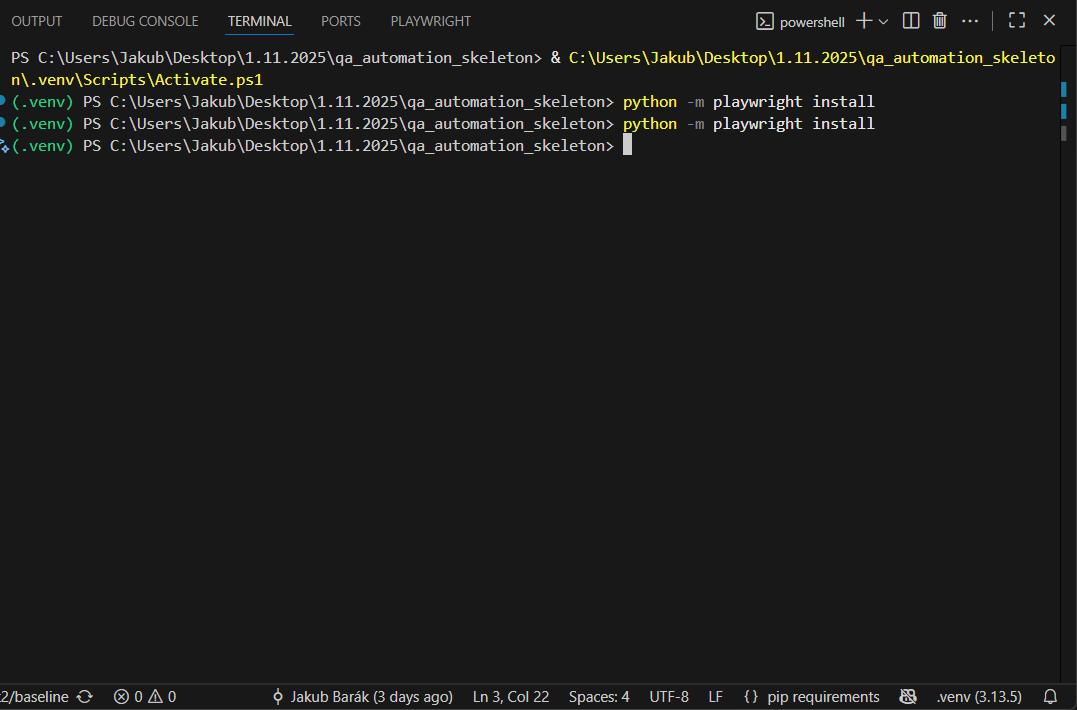 OUTPUT DEBUG CONSOLE TERMINAL PORTS PLAYWRIGHT powershell
PS C:\Users\Jakub\Desktop\1.11.2025\qa_automation_skeleton> & C:\Users\Jakub\Desktop\1.11.2025\qa_automation_skeleto
n\.venv\Scripts\Activate.ps1
(.venv) PS C:\Users\Jakub\Desktop\1.11.2025\qa_automation_skeleton> python -m playwright install
(.venv) PS C:\Users\Jakub\Desktop\1.11.2025\qa_automation_skeleton> python -m playwright install
(.venv) PS C:\Users\Jakub\Desktop\1.11.2025\qa_automation_skeleton>
2/baseline 0 0 Jakub Barák (3 days ago) Ln 3, Col 22 Spaces: 4 UTF-8 LF {} pip requirements .venv (3.13.5)